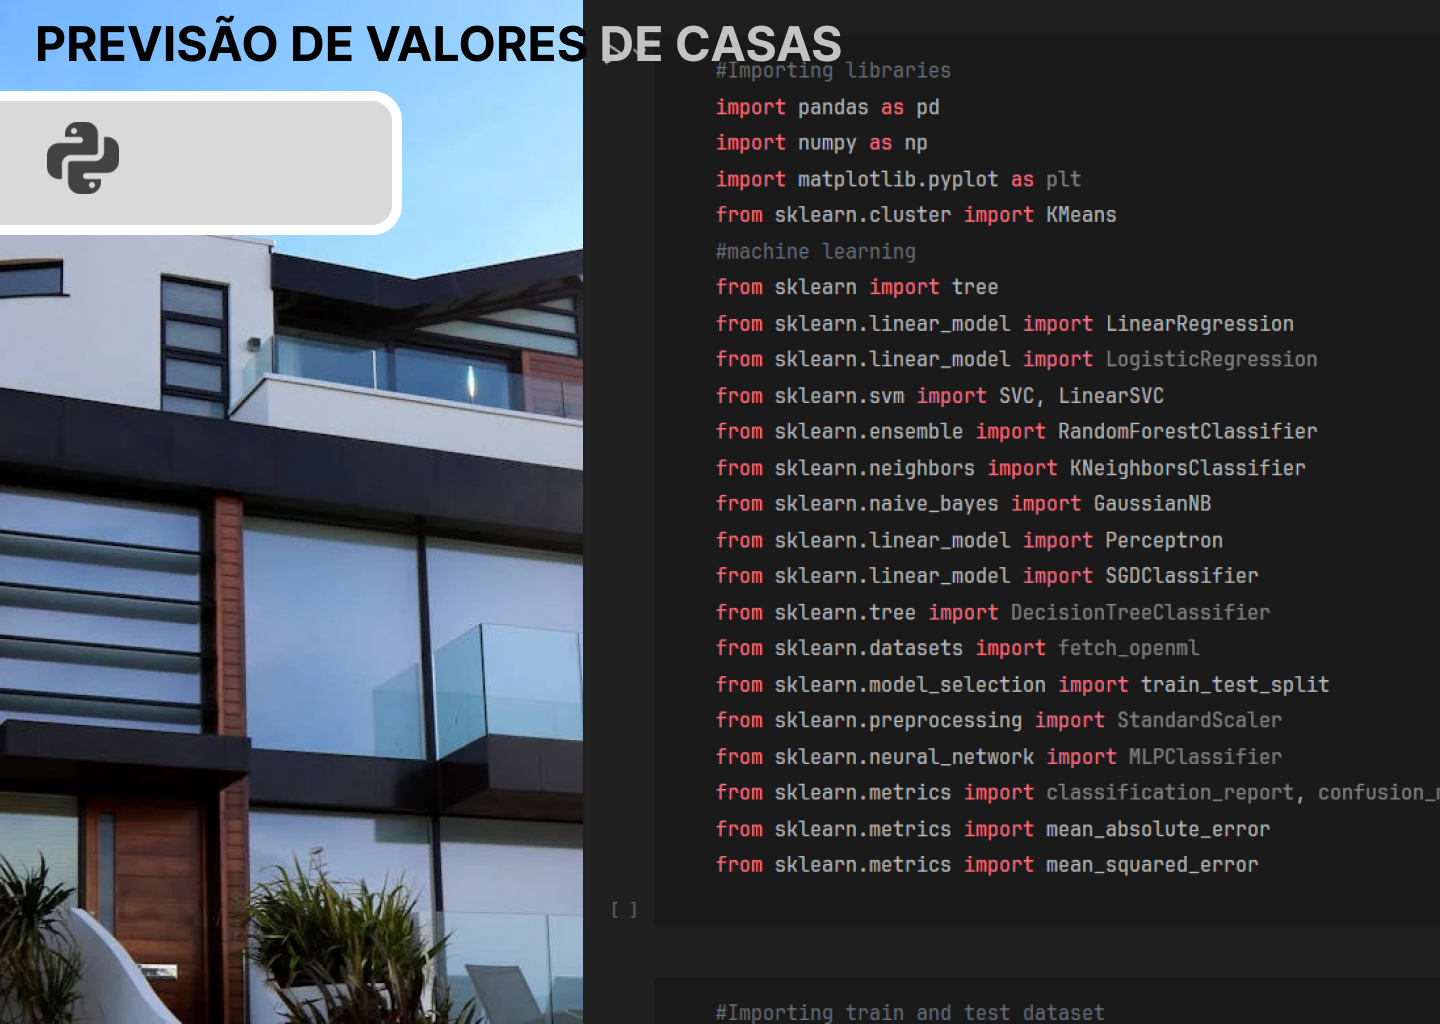 PREVISÃO DE VALORES DE CASAS
#Importing libraries
import pandas as pd
import numpy as np
import matplotlib.pyplot as plt
from sklearn.cluster import KMeans
#machine learning
from sklearn import tree
from sklearn.linear_model import LinearRegression
from sklearn.linear_model import LogisticRegression
from sklearn.svm import SVC, LinearSVC
from sklearn.ensemble import RandomForestClassifier
from sklearn.neighbors import KNeighborsClassifier
from sklearn.naive_bayes import GaussianNB
from sklearn.linear_model import Perceptron
from sklearn.linear_model import SGDClassifier
from sklearn.tree import DecisionTreeClassifier
from sklearn.datasets import fetch_openml
from sklearn.model_selection import train_test_split
from sklearn.preprocessing import StandardScaler
from sklearn.neural_network import MLPClassifier
from sklearn.metrics import classification_report, confusion_
from sklearn.metrics import mean_absolute_error
from sklearn.metrics import mean_squared_error
[ ]
#Importing train and test dataset